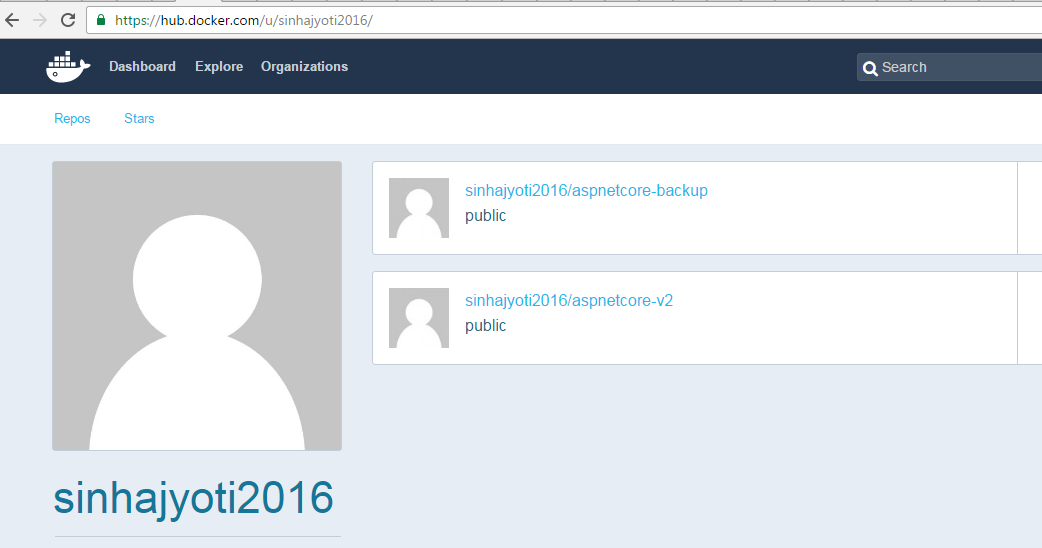 https://hub.docker.com/u/sinhajyoti2016/
Dashboard Explore Organizations Search
Repos Stars
sinhajyoti2016/aspnetcore-backup
public
sinhajyoti2016/aspnetcore-v2
public
sinhajyoti2016